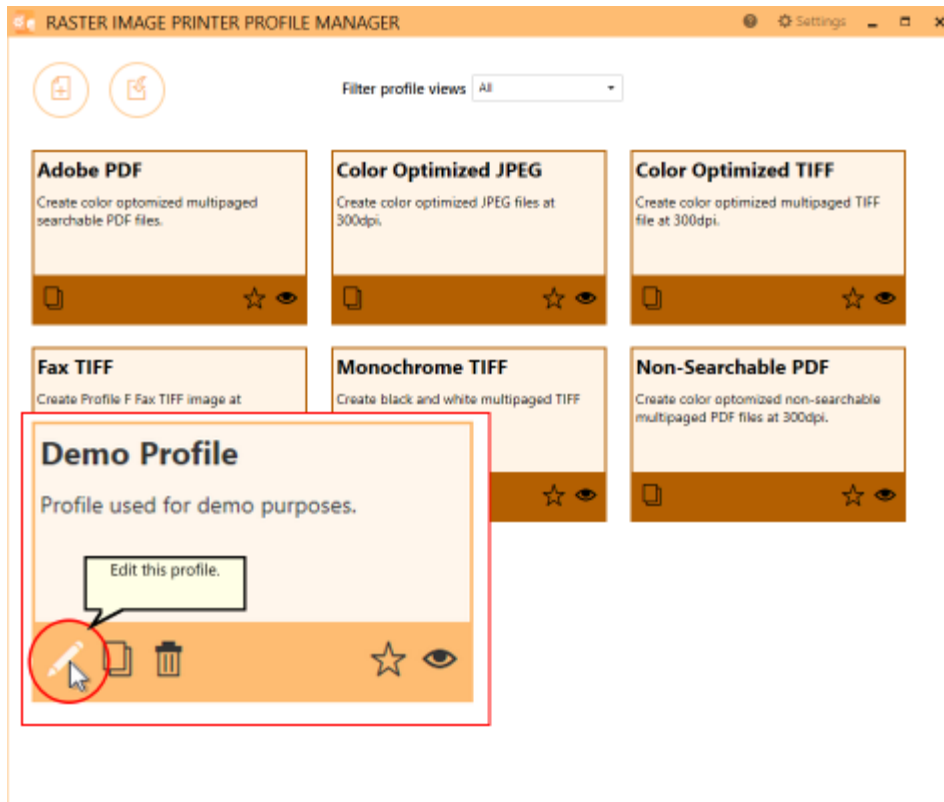 RASTER IMAGE PRINTER PROFILE MANAGER
Settings
Filter profile views All
Adobe PDF
Create color optomized multipaged
searchable PDF files.
Color Optimized JPEG
Create color optimized JPEG files at
300dpi.
Color Optimized TIFF
Create color optimized multipaged TIFF
file at 300dpi.
Fax TIFF
Create Profile F Fax TIFF image at
Monochrome TIFF
Create black and white multipaged TIFF
Non-Searchable PDF
Create color optomized non-searchable
multipaged PDF files at 300dpi.
Demo Profile
Profile used for demo purposes.
Edit this profile.